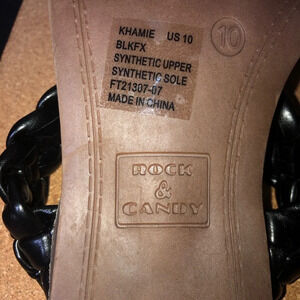 KHAMIE US 10
BLKFX
SYNTHETIC UPPER
SYNTHETIC SOLE
FT21307-07
MADE IN CHINA
10
ROCK
&
CANDY